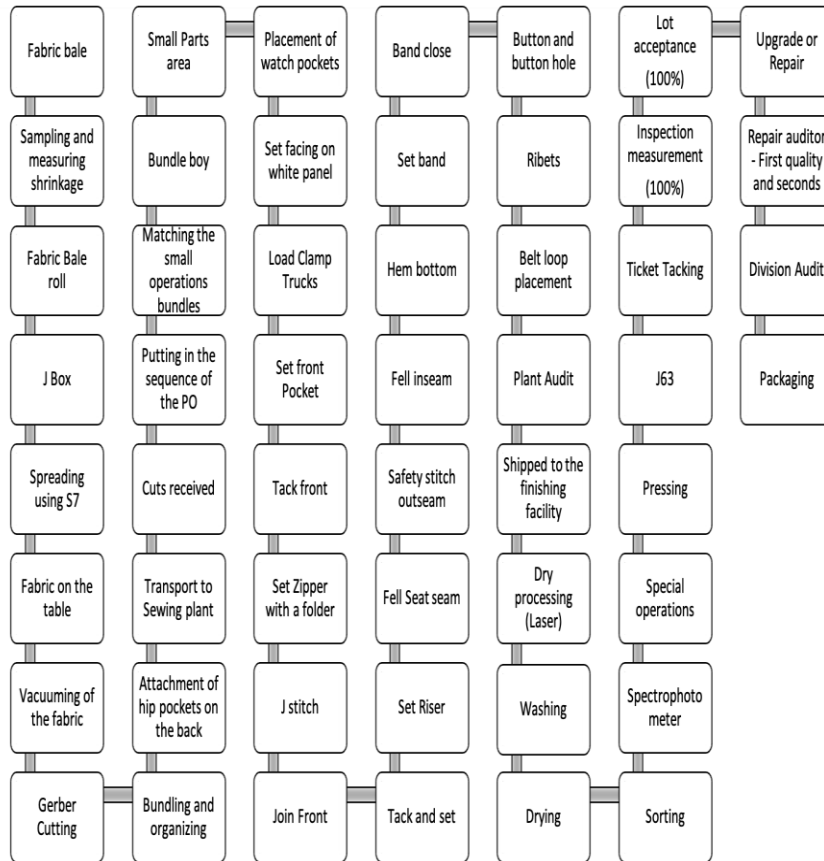 Fabric bale
Sampling and
measuring
shrinkage
Fabric Bale
roll
J Box
Spreading
using S7
Fabric on the
table
Vacuuming of
the fabric
Gerber
Cutting
Bundling and
organizing
Attachment of
hip pockets on
the back
Transport to
Sewing plant
Cuts received
Putting in the
sequence of
the PO
Matching the
small
operations
bundles
Bundle boy
Small Parts
area
Placement of
watch pockets
Set facing on
white panel
Load Clamp
Trucks
Set front
Pocket
Tack front
Set Zipper
with a folder
J stitch
Join Front
Tack and set
Set Riser
Fell Seat seam
Safety stitch
outseam
Fell inseam
Hem bottom
Set band
Band close
Button and
button hole
Ribets
Belt loop
placement
Plant Audit
Shipped to the
finishing
facility
Dry
processing
(Laser)
Washing
Drying
Sorting
Spectrophoto
meter
Special
operations
Pressing
J63
Ticket Tacking
Inspection
measurement
(100%)
Lot
acceptance
(100%)
Upgrade or
Repair
Repair auditor
- First quality
and seconds
Division Audit
Packaging